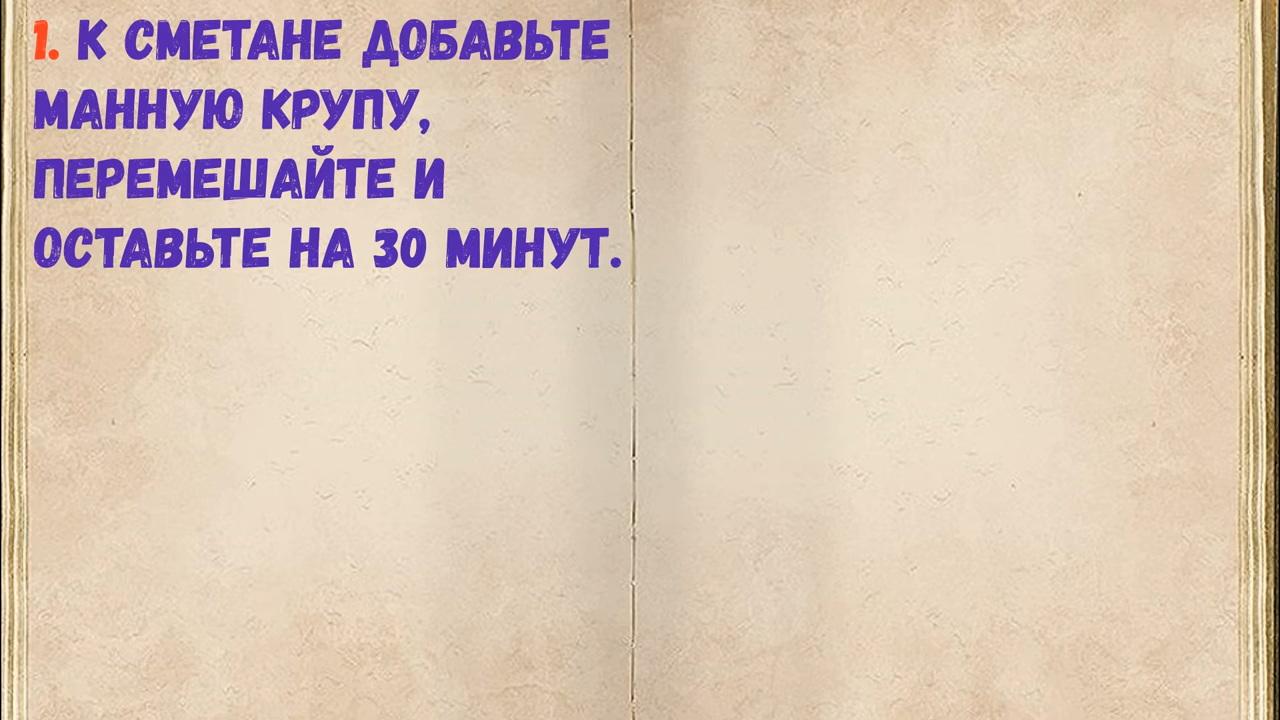 1. К СМЕТАНЕ ДОБАВЬТЕ
МАННУЮ КРУПУ,
ПЕРЕМЕШАЙТЕ И
ОСТАВЬТЕ НА 30 МИНУТ.